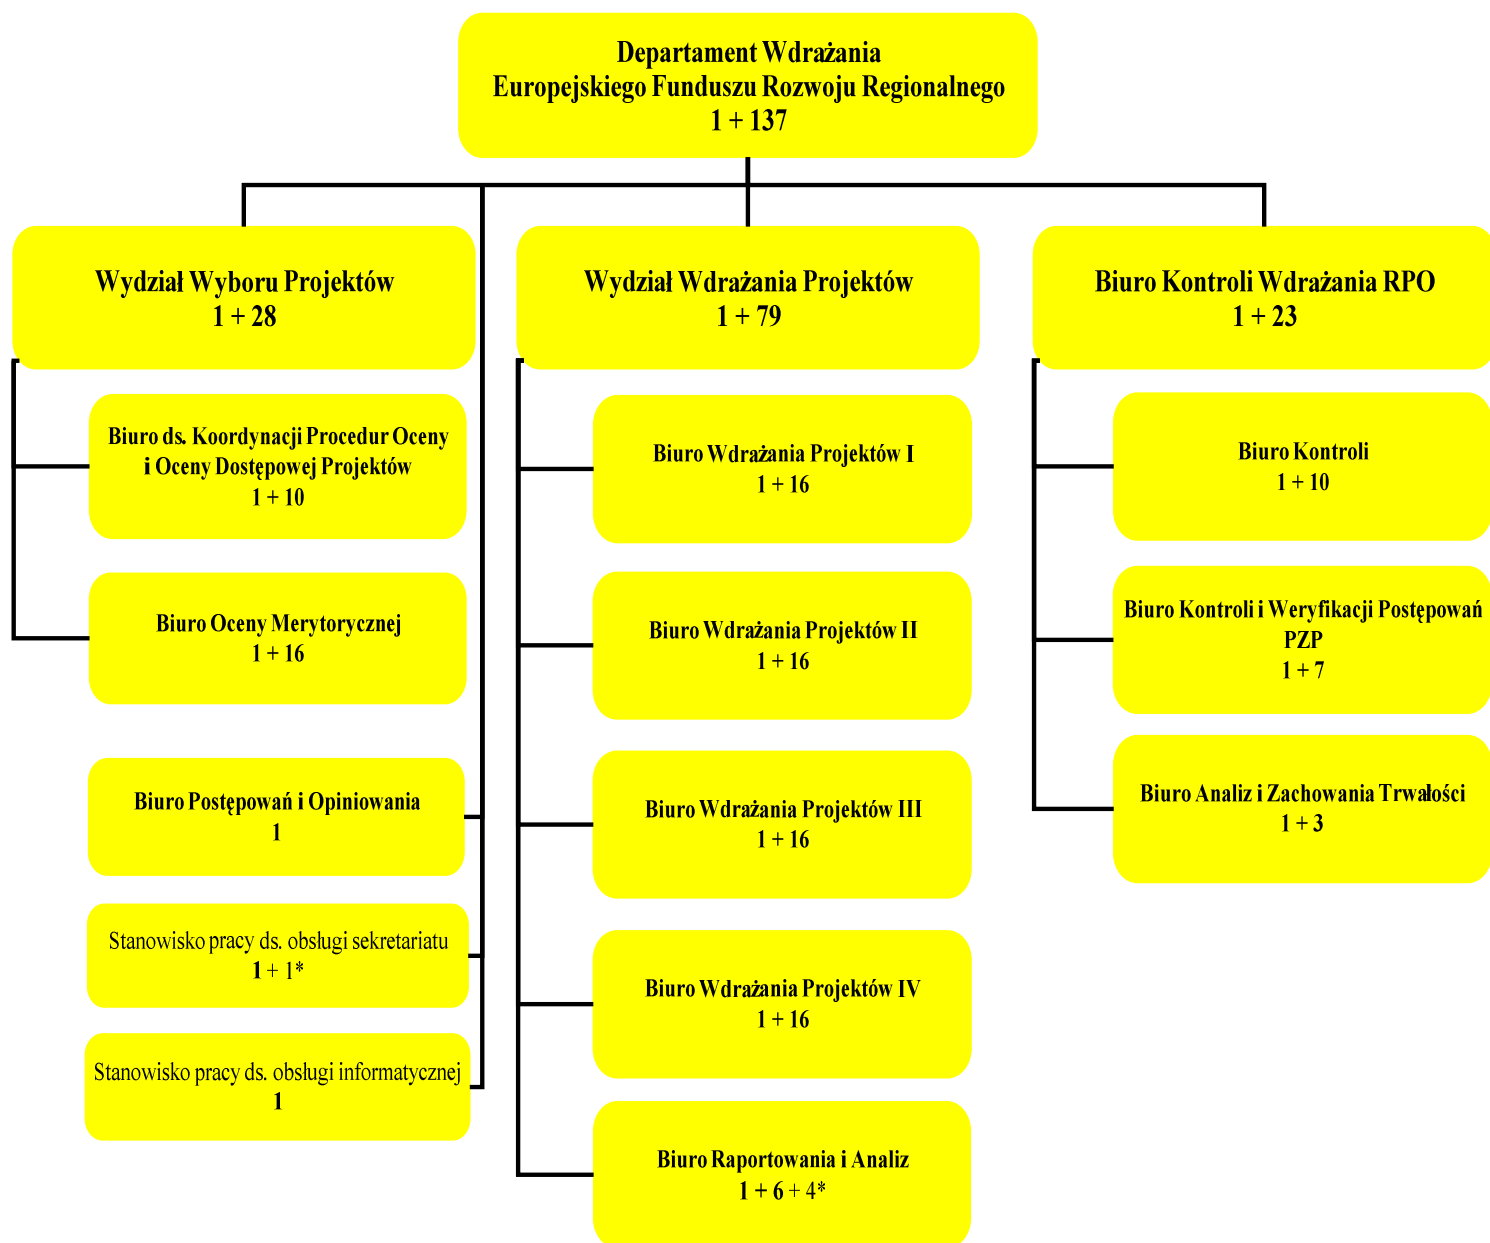 Departament Wdrażania
Europejskiego Funduszu Rozwoju Regionalnego
1 + 137
Wydział Wyboru Projektów
1 + 28
Biuro ds. Koordynacji Procedur Oceny
i Oceny Dostępowej Projektów
1 + 10
Biuro Oceny Merytorycznej
1 + 16
Biuro Postępowań i Opiniowania
1
Stanowisko pracy ds. obsługi sekretariatu
1 + 1*
Stanowisko pracy ds. obsługi informatycznej
1
Wydział Wdrażania Projektów
1 + 79
Biuro Wdrażania Projektów I
1 + 16
Biuro Wdrażania Projektów II
1 + 16
Biuro Wdrażania Projektów III
1 + 16
Biuro Wdrażania Projektów IV
1 + 16
Biuro Raportowania i Analiz
1 + 6 + 4*
Biuro Kontroli Wdrażania RPO
1 + 23
Biuro Kontroli
1 + 10
Biuro Kontroli i Weryfikacji Postępowań
PZP
1 + 7
Biuro Analiz i Zachowania Trwałości
1 + 3